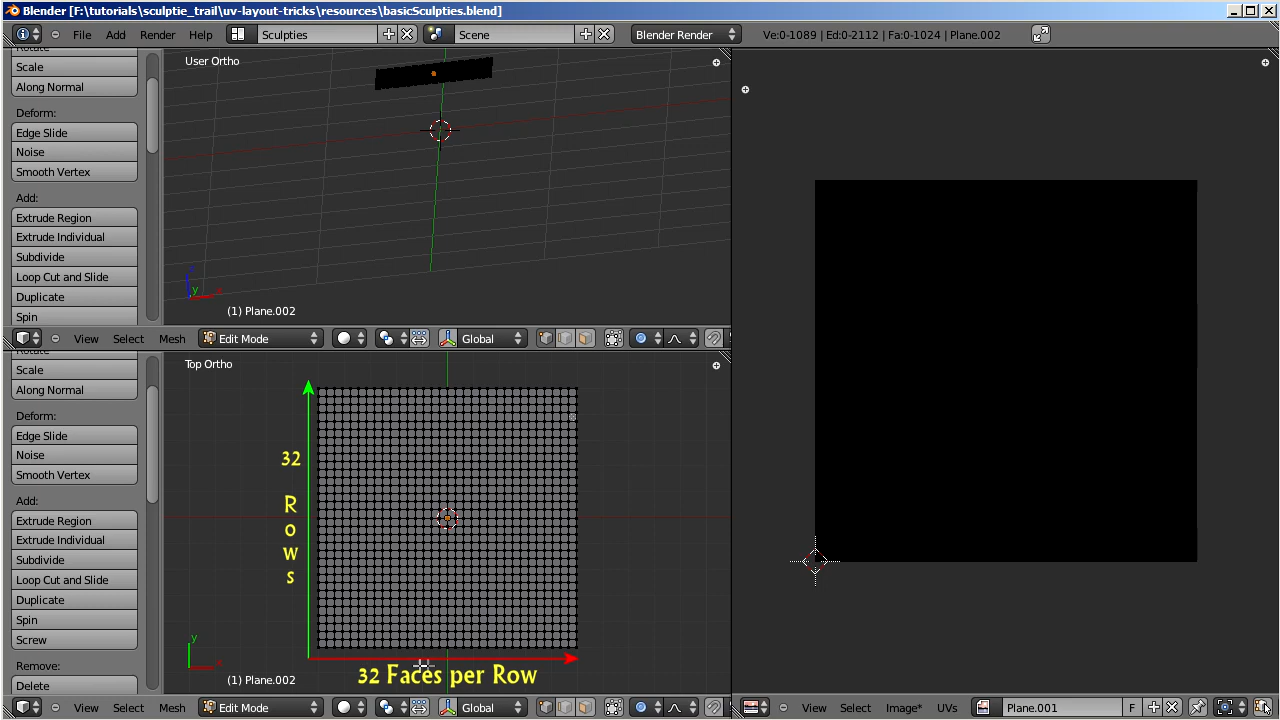 Blender [F:\tutorials\sculptie_trail\uv-layout-tricks\resources\basicSculpties.blend]
File Add Render Help Sculpties Scene Blender Render Ve:0-1089 | Ed:0-2112 | Fa:0-1024 | Plane.002
Rotate
Scale
Along Normal
Deform:
Edge Slide
Noise
Smooth Vertex
Add:
Extrude Region
Extrude Individual
Subdivide
Loop Cut and Slide
Duplicate
Spin
User Ortho
z
y
x
(1) Plane.002
View Select Mesh Edit Mode Global
Rotate
Scale
Along Normal
Deform:
Edge Slide
Noise
Smooth Vertex
Add:
Extrude Region
Extrude Individual
Subdivide
Loop Cut and Slide
Duplicate
Spin
Screw
Remove:
Delete
Top Ortho
32
R
o
w
s
32 Faces per Row
y
x
(1) Plane.002
View Select Mesh Edit Mode Global
View Select Image* UVs Plane.001 F